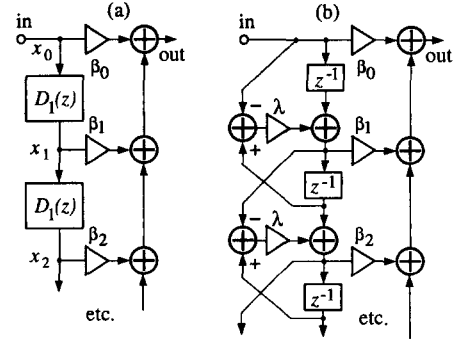 (a) (b)
in out in out
x₀ β₀ β₀
D₁(z) z⁻¹
− λ
+
x₁ β₁ β₁
D₁(z) z⁻¹
− λ
+
x₂ β₂ β₂
z⁻¹
etc. etc.